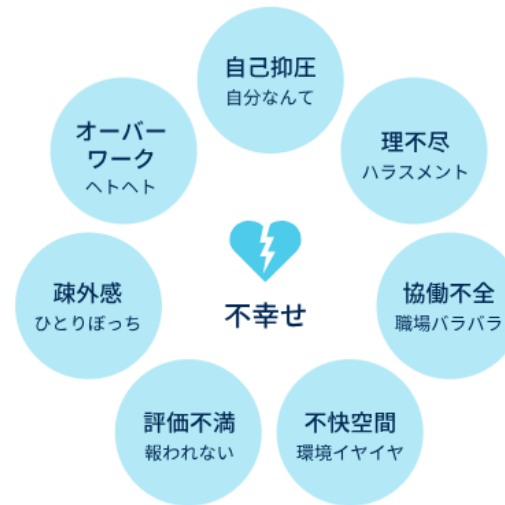 自己抑圧
自分なんて
理不尽
ハラスメント
協働不全
職場バラバラ
不快空間
環境イヤイヤ
評価不満
報われない
疎外感
ひとりぼっち
オーバー
ワーク
ヘトヘト
不幸せ